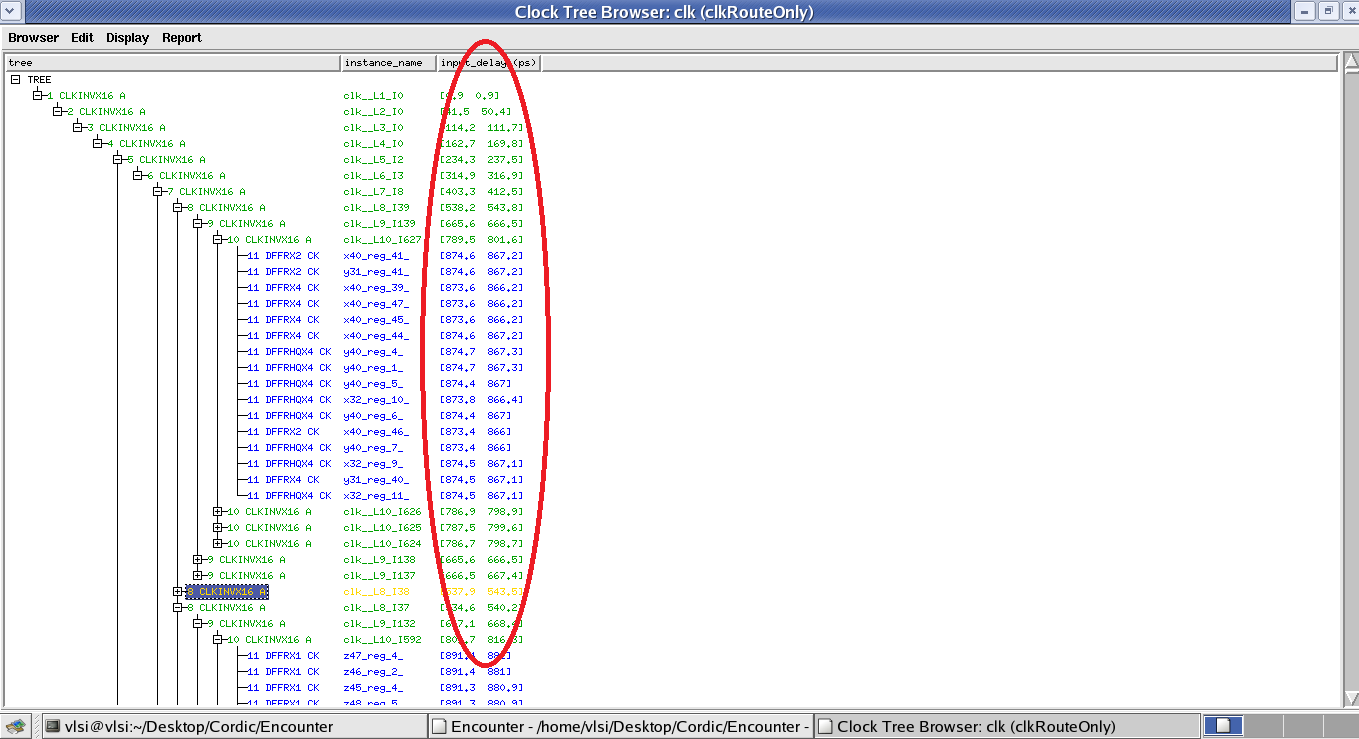 Clock Tree Browser: clk (clkRouteOnly)
Browser Edit Display Report
tree instance_name input_delay (ps)
TREE
1 CLKINVX16 A clk__L1_I0 [0.9 0.9]
2 CLKINVX16 A clk__L2_I0 [41.5 50.4]
3 CLKINVX16 A clk__L3_I0 [114.2 111.7]
4 CLKINVX16 A clk__L4_I0 [162.7 169.8]
5 CLKINVX16 A clk__L5_I2 [234.3 237.5]
6 CLKINVX16 A clk__L6_I3 [314.9 316.9]
7 CLKINVX16 A clk__L7_I8 [403.3 412.5]
8 CLKINVX16 A clk__L8_I39 [538.2 543.8]
9 CLKINVX16 A clk__L9_I139 [665.6 666.5]
10 CLKINVX16 A clk__L10_I627 [789.5 801.6]
11 DFFRX2 CK x40_reg_41_ [874.6 867.2]
11 DFFRX2 CK y31_reg_41_ [874.6 867.2]
11 DFFRX4 CK x40_reg_39_ [873.6 866.2]
11 DFFRX4 CK x40_reg_47_ [873.6 866.2]
11 DFFRX4 CK x40_reg_45_ [873.6 866.2]
11 DFFRX4 CK x40_reg_44_ [874.6 867.2]
11 DFFRHQX4 CK y40_reg_4_ [874.7 867.3]
11 DFFRHQX4 CK y40_reg_1_ [874.7 867.3]
11 DFFRHQX4 CK y40_reg_5_ [874.4 867]
11 DFFRHQX4 CK x32_reg_10_ [873.8 866.4]
11 DFFRHQX4 CK y40_reg_6_ [874.4 867]
11 DFFRX2 CK x40_reg_46_ [873.4 866]
11 DFFRHQX4 CK y40_reg_7_ [873.4 866]
11 DFFRHQX4 CK x32_reg_9_ [874.5 867.1]
11 DFFRX4 CK y31_reg_40_ [874.5 867.1]
11 DFFRHQX4 CK x32_reg_11_ [874.5 867.1]
10 CLKINVX16 A clk__L10_I626 [786.9 798.9]
10 CLKINVX16 A clk__L10_I625 [787.5 799.6]
10 CLKINVX16 A clk__L10_I624 [786.7 798.7]
9 CLKINVX16 A clk__L9_I138 [665.6 666.5]
9 CLKINVX16 A clk__L9_I137 [666.5 667.4]
8 CLKINVX16 A clk__L8_I38 [537.9 543.5]
8 CLKINVX16 A clk__L8_I37 [534.6 540.2]
9 CLKINVX16 A clk__L9_I132
10 CLKINVX16 A clk__L10_I592
11 DFFRX1 CK z47_reg_4_
11 DFFRX1 CK z46_reg_2_ [891.4 881]
11 DFFRX1 CK z45_reg_4_ [891.3 880.9]
11 DFFRX1 CK z48_reg_5_ [891.3 880.9]
vlsi@vlsi:~/Desktop/Cordic/Encounter Encounter - /home/vlsi/Desktop/Cordic/Encounter - Clock Tree Browser: clk (clkRouteOnly)